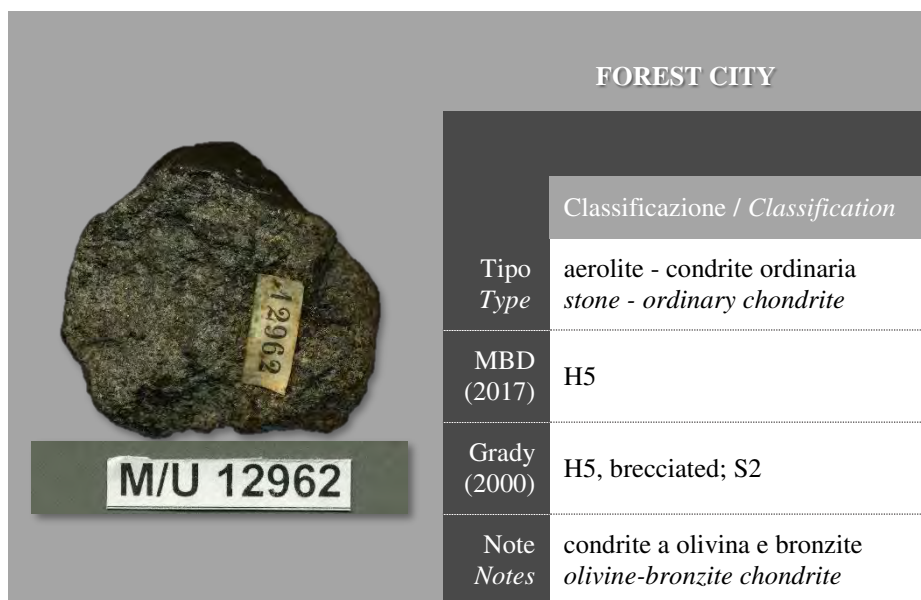 FOREST CITY
Classificazione / Classification
Tipo
Type
aerolite - condrite ordinaria
stone - ordinary chondrite
MBD
(2017)
H5
Grady
(2000)
H5, brecciated; S2
Note
Notes
condrite a olivina e bronzite
olivine-bronzite chondrite
12962
M/U 12962